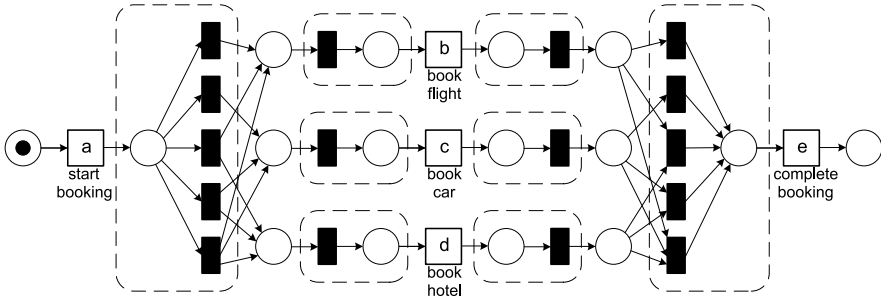 b
book
flight
a
start
booking
c
book
car
e
complete
booking
d
book
hotel